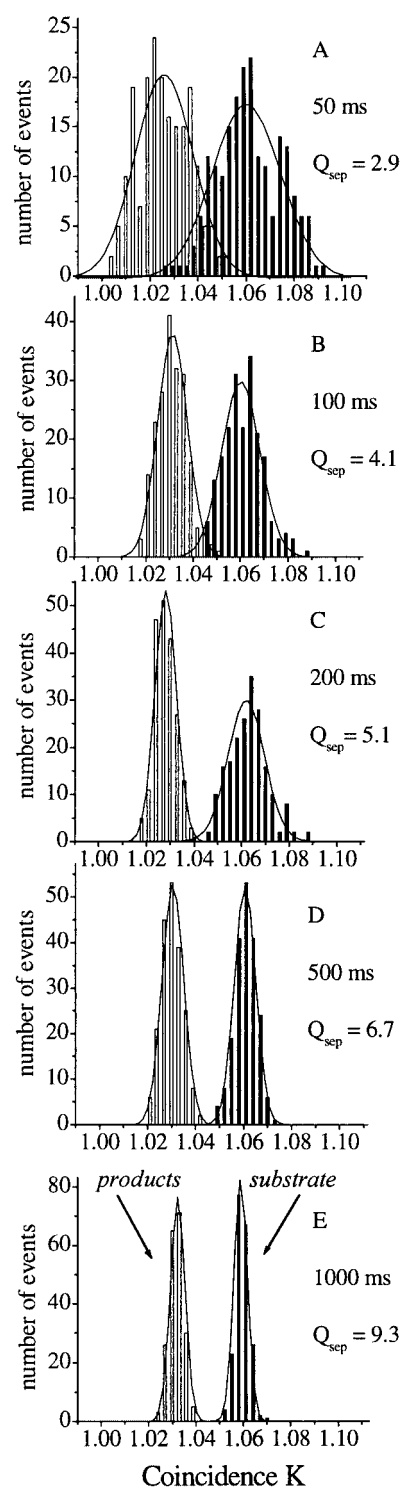 A
50 ms
Qsep = 2.9
number of events
25
20
15
10
5
0
1.00 1.02 1.04 1.06 1.08 1.10
B
100 ms
Qsep = 4.1
number of events
40
30
20
10
0
1.00 1.02 1.04 1.06 1.08 1.10
C
200 ms
Qsep = 5.1
number of events
50
40
30
20
10
0
1.00 1.02 1.04 1.06 1.08 1.10
D
500 ms
Qsep = 6.7
number of events
50
40
30
20
10
0
1.00 1.02 1.04 1.06 1.08 1.10
products substrate
E
1000 ms
Qsep = 9.3
number of events
80
60
40
20
0
1.00 1.02 1.04 1.06 1.08 1.10
Coincidence K